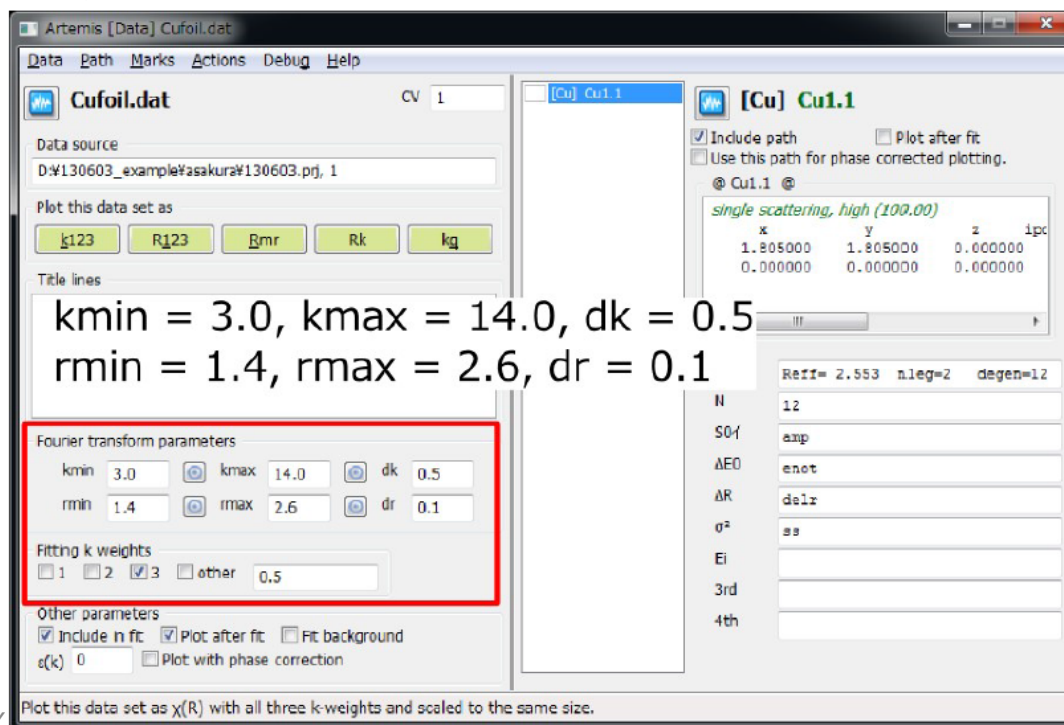 Artemis [Data] Cufoil.dat
Data Path Marks Actions Debug Help
Cufoil.dat
CV 1
Data source
D:¥130603_example¥asakura¥130603.prj, 1
Plot this data set as
k123 R123 Rmr Rk kq
Title lines
kmin = 3.0, kmax = 14.0, dk = 0.5
rmin = 1.4, rmax = 2.6, dr = 0.1
Fourier transform parameters
kmin 3.0 kmax 14.0 dk 0.5
rmin 1.4 rmax 2.6 dr 0.1
Fitting k weights
1 2 3 other 0.5
Other parameters
Include in fit Plot after fit Fit background
ε(k) 0 Plot with phase correction
[Cu] Cu1.1
[Cu] Cu1.1
Include path Plot after fit
Use this path for phase corrected plotting.
@ Cu1.1 @
single scattering, high (100.00)
x y z ipo
1.805000 1.805000 0.000000
0.000000 0.000000 0.000000
Reff= 2.553 nleg=2 degen=12
N 12
S0イ amp
ΔE0 enot
ΔR delr
σ² ss
Ei
3rd
4th
Plot this data set as χ(R) with all three k-weights and scaled to the same size.